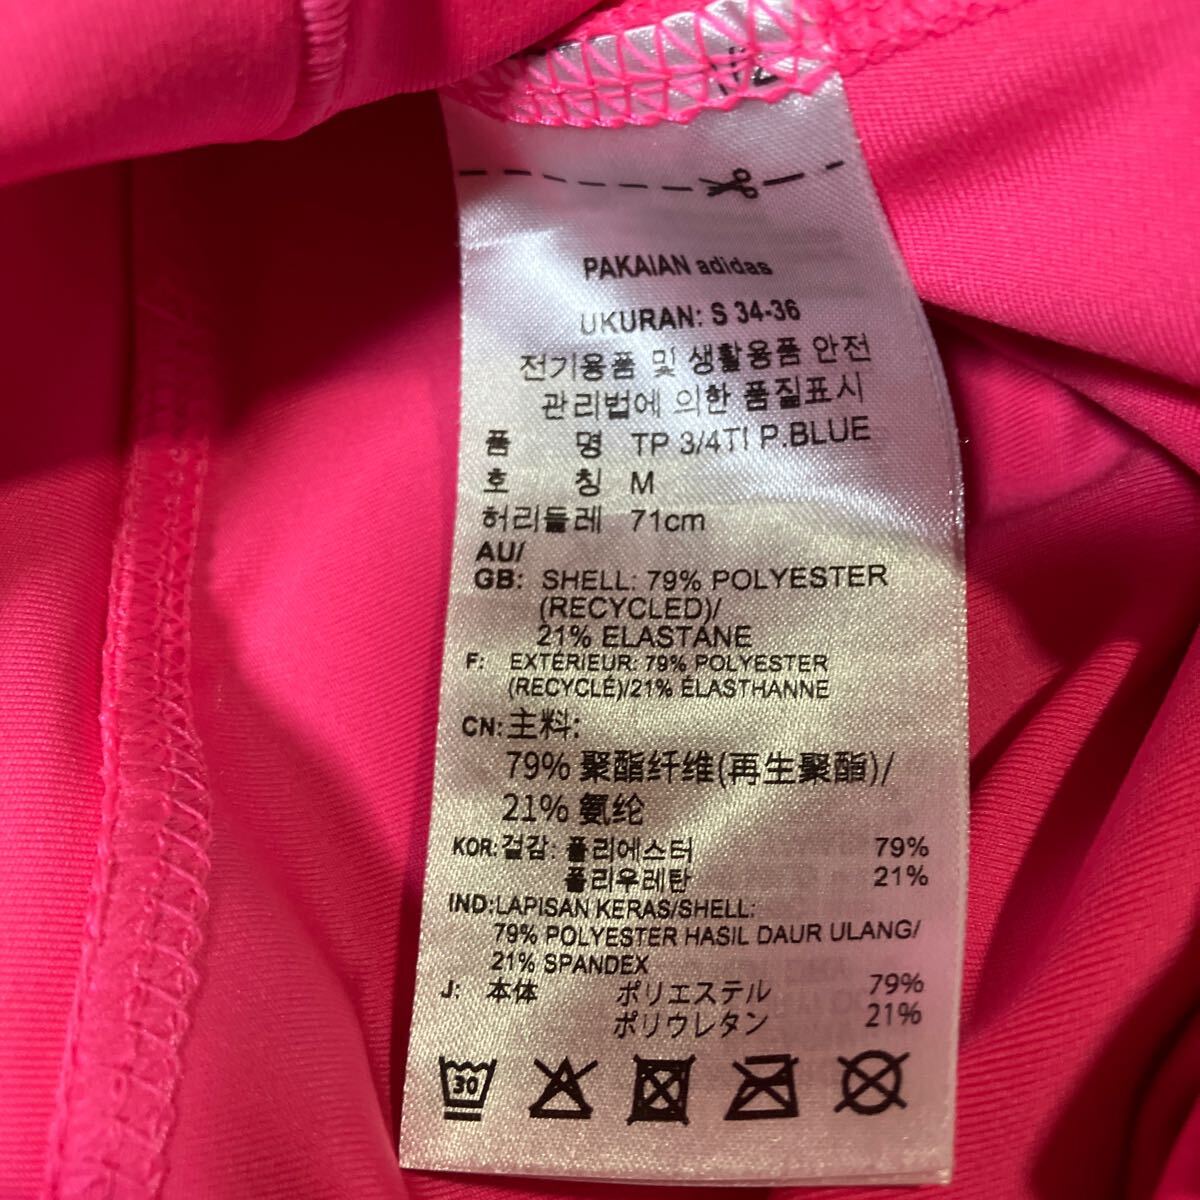 PAKAIAN adidas
UKURAN: S 34-36
전기용품 및 생활용품 안전
관리법에 의한 품질표시
품 명 TP 3/4TI P.BLUE
호 칭 M
허리둘레 71cm
AU/
GB: SHELL: 79% POLYESTER
(RECYCLED)/
21% ELASTANE
F: EXTÉRIEUR: 79% POLYESTER
(RECYCLÉ)/21% ÉLASTHANNE
CN: 主料:
79% 聚酯纤维(再生聚酯)/
21% 氨纶
KOR: 겉감: 폴리에스터 79%
폴리우레탄 21%
IND: LAPISAN KERAS/SHELL:
79% POLYESTER HASIL DAUR ULANG/
21% SPANDEX
J: 本体 ポリエステル 79%
ポリウレタン 21%
30